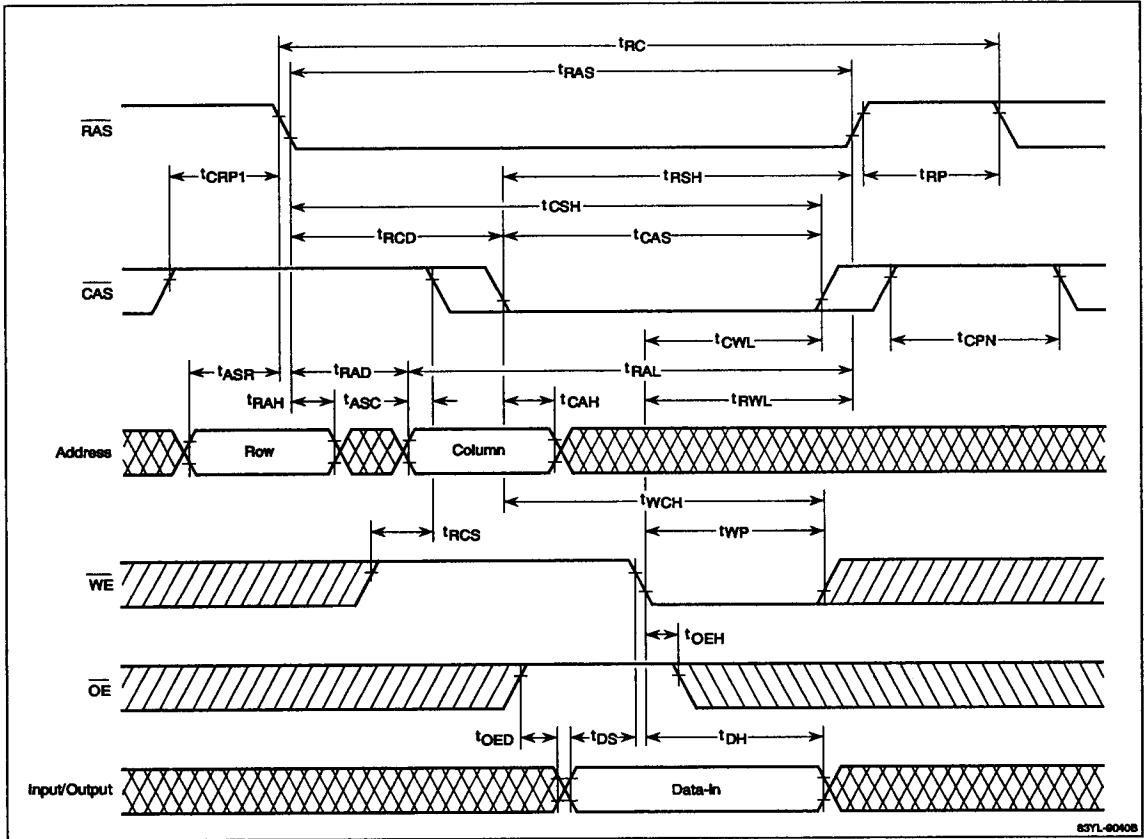 tRC
tRAS
RAS
tCRP1
tRSH
tRP
tCSH
tRCD
tCAS
CAS
tCWL
tCPN
tASR
tRAD
tRAL
tRAH
tASC
tCAH
tRWL
Address
Row
Column
tWCH
tRCS
tWP
WE
tOEH
OE
tOED
tDS
tDH
Input/Output
Data-in
83YL-9040B